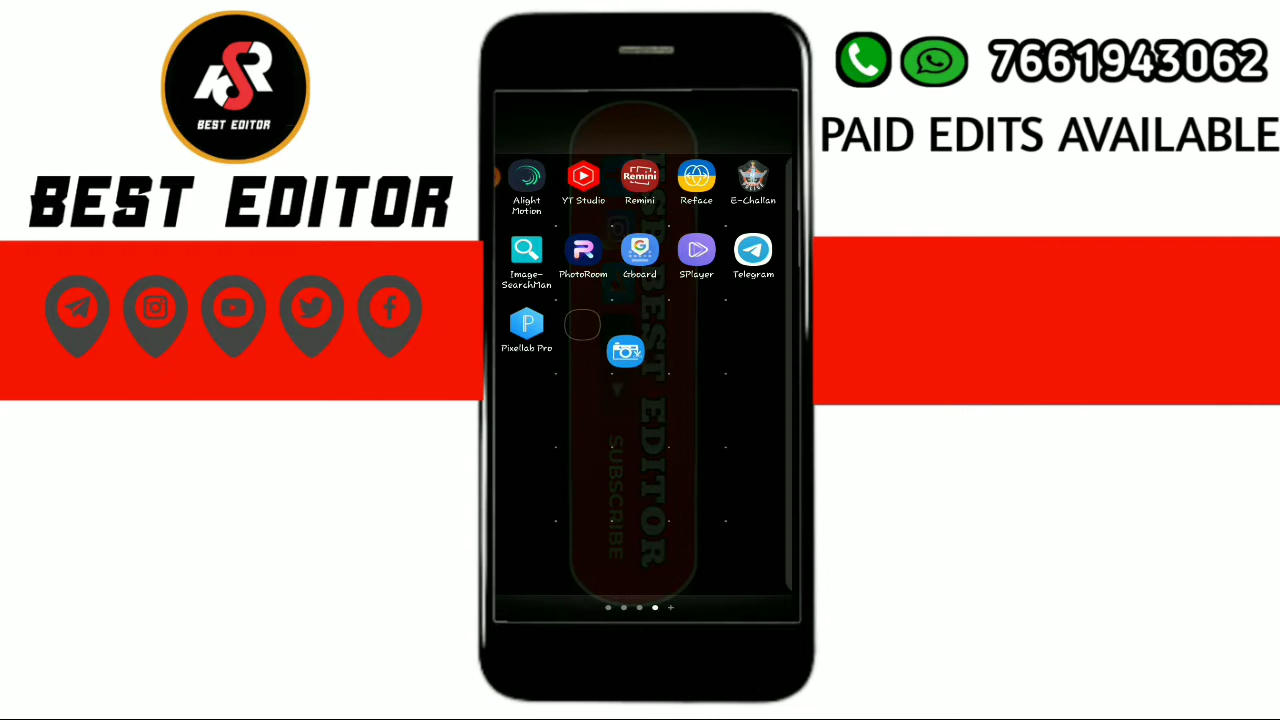 KSR
BEST EDITOR
BEST EDITOR
7661943062
PAID EDITS AVAILABLE
Alight
Motion
YT Studio
Remini
Remini
Reface
E-Challan
Image-
SearchMan
PhotoRoom
Gboard
SPlayer
Telegram
Pixellab Pro
BEST EDITOR
SUBSCRIBE